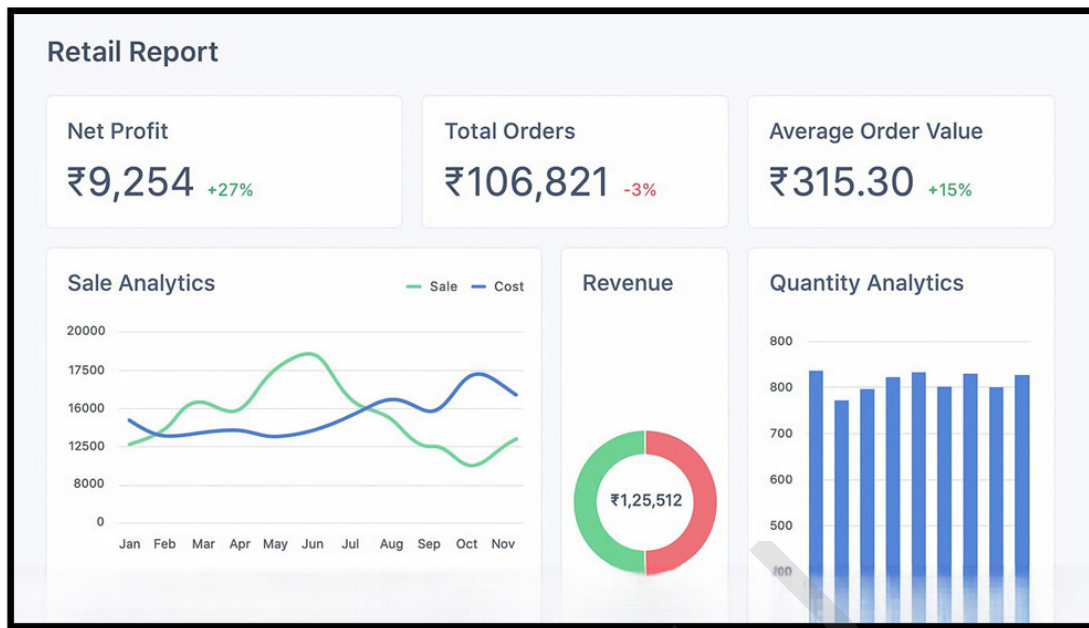 Retail Report
Net Profit
₹9,254 +27%
Total Orders
₹106,821 -3%
Average Order Value
₹315.30 +15%
Sale Analytics
Sale Cost
20000
17500
16000
12500
8000
0
Jan Feb Mar Apr May Jun Jul Aug Sep Oct Nov
Revenue
₹1,25,512
Quantity Analytics
800
800
700
600
500